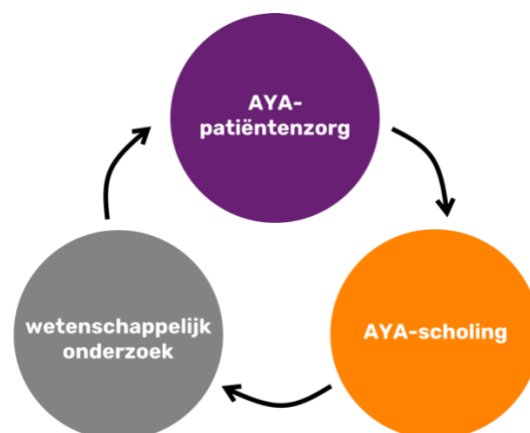 AYA-
patiëntenzorg
AYA-scholing
wetenschappelijk
onderzoek